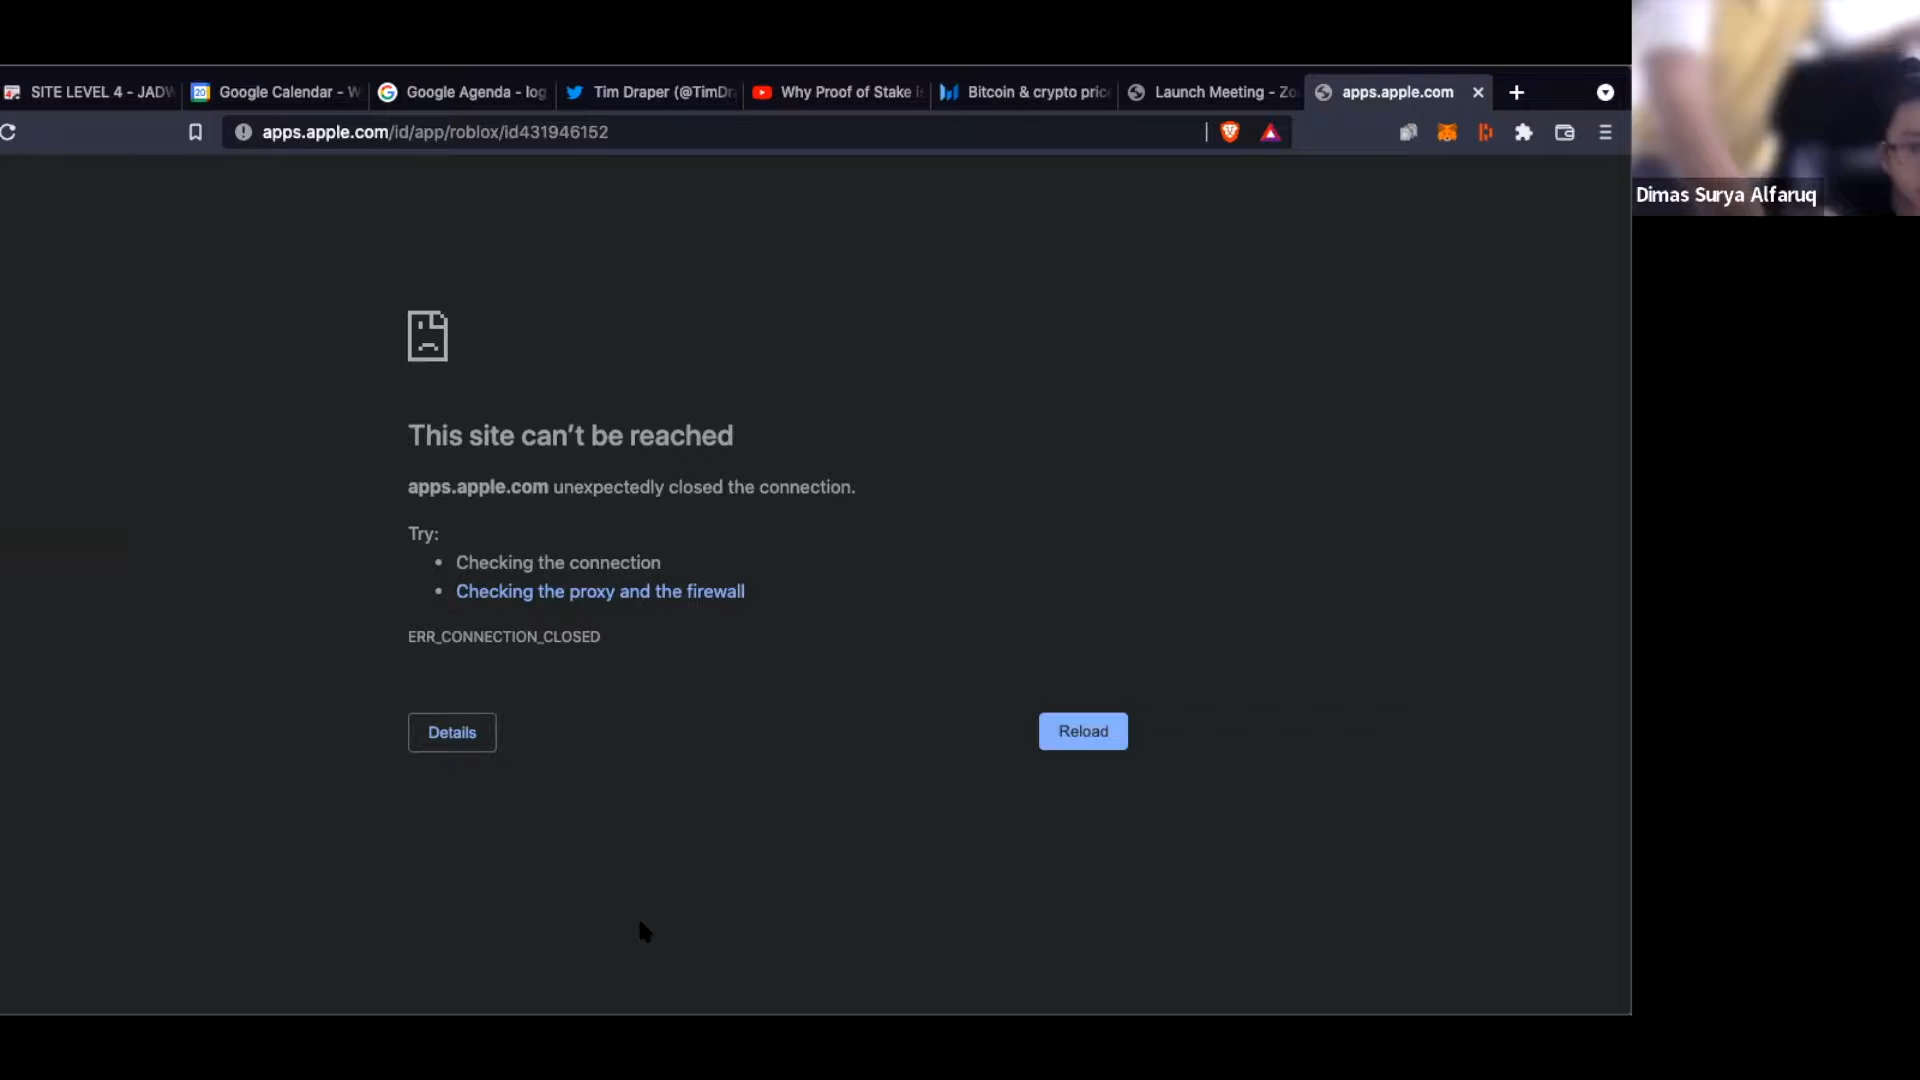 SITE LEVEL 4 - JADW
Google Calendar - W
Google Agenda - log
Tim Draper (@TimDr
Why Proof of Stake is
Bitcoin & crypto pric
Launch Meeting - Zo
apps.apple.com
apps.apple.com/id/app/roblox/id431946152
Dimas Surya Alfaruq
This site can't be reached
apps.apple.com unexpectedly closed the connection.
Try:
• Checking the connection
• Checking the proxy and the firewall
ERR_CONNECTION_CLOSED
Details
Reload